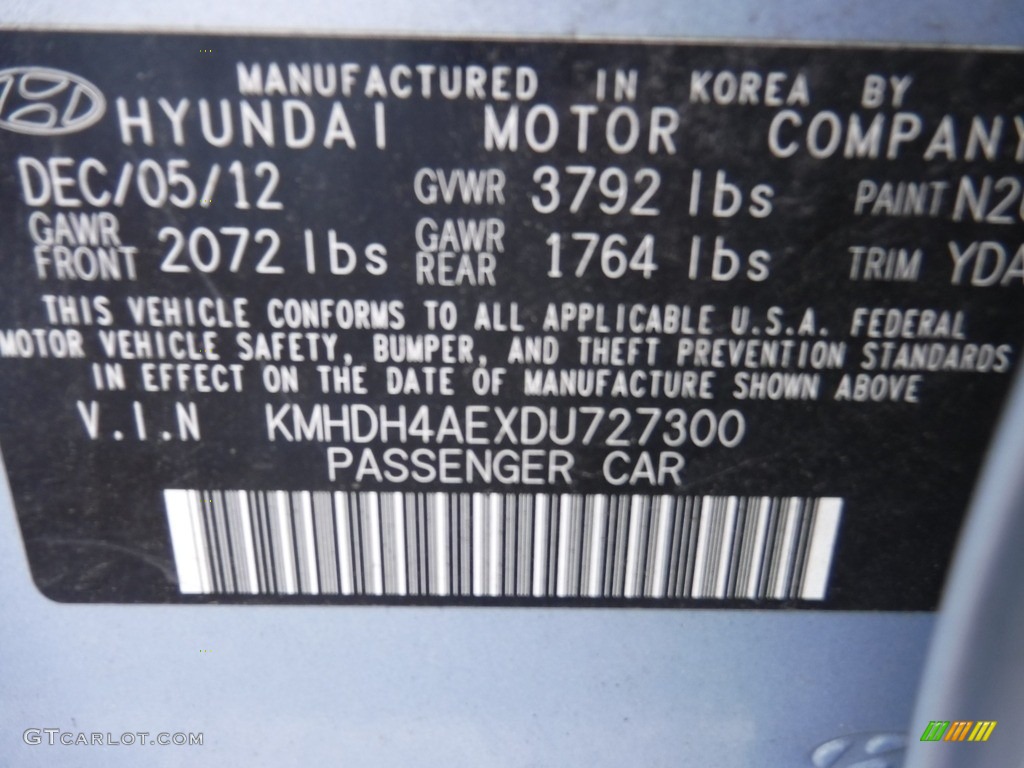 MANUFACTURED IN KOREA BY
HYUNDAI MOTOR COMPANY
DEC/05/12 GVWR 3792 lbs PAINT
GAWR FRONT 2072 lbs GAWR REAR 1764 lbs TRIM YDA
THIS VEHICLE CONFORMS TO ALL APPLICABLE U.S.A. FEDERAL
MOTOR VEHICLE SAFETY, BUMPER, AND THEFT PREVENTION STANDARDS
IN EFFECT ON THE DATE OF MANUFACTURE SHOWN ABOVE
V.I.N KMHDH4AEXDU727300
PASSENGER CAR
GTCARLOT.COM